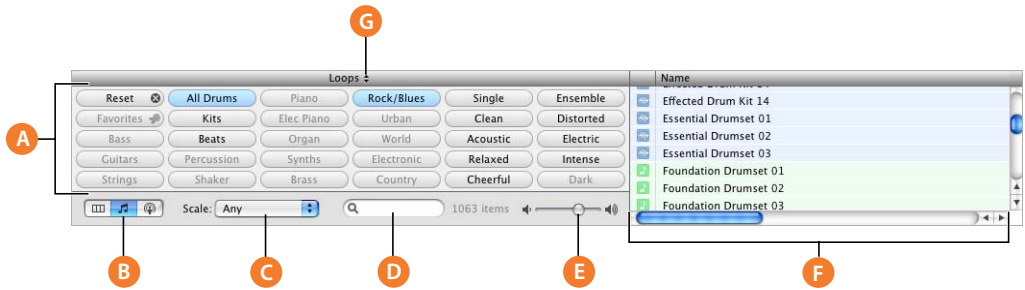 G
Loops
Name
Reset All Drums Piano Rock/Blues Single Ensemble
Favorites Kits Elec Piano Urban Clean Distorted
A
Bass Beats Organ World Acoustic Electric
Guitars Percussion Synths Electronic Relaxed Intense
Strings Shaker Brass Country Cheerful Dark
Scale: Any 1063 items
Effected Drum Kit 14
Essential Drumset 01
Essential Drumset 02
Essential Drumset 03
Foundation Drumset 01
Foundation Drumset 02
Foundation Drumset 03
B
C
D
E
F